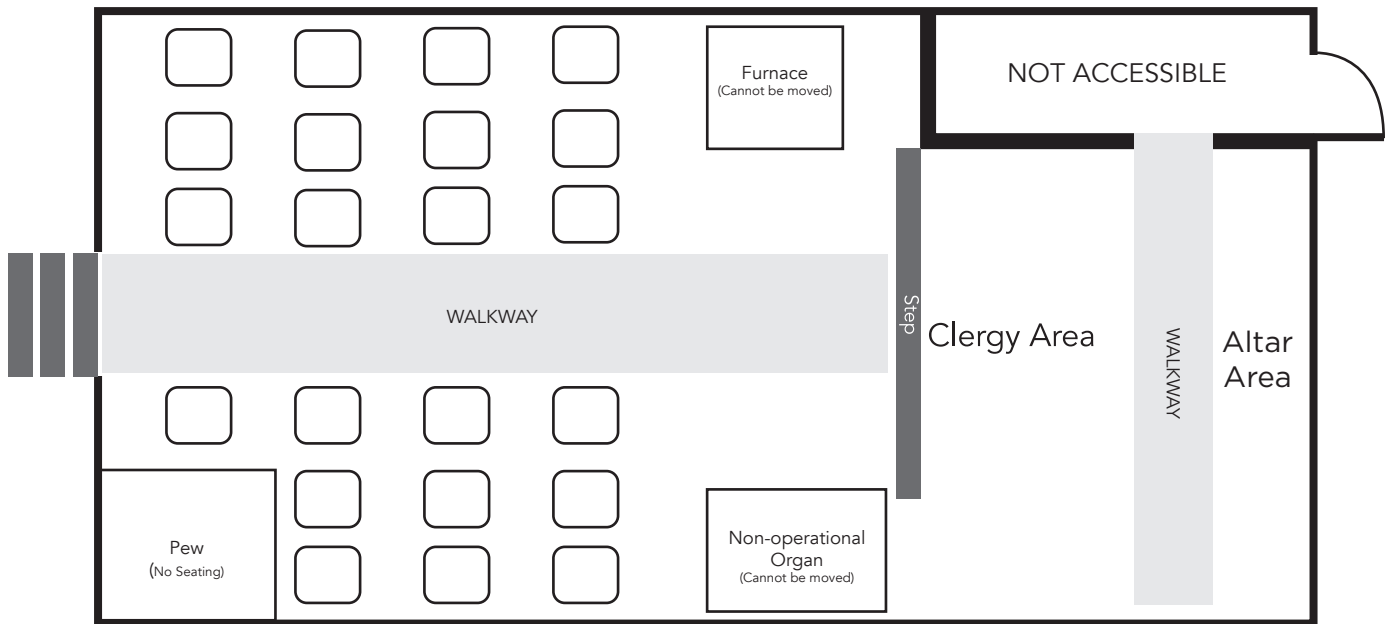 Furnace
(Cannot be moved)
NOT ACCESSIBLE
WALKWAY
Step
Clergy Area
WALKWAY
Altar
Area
Pew
(No Seating)
Non-operational
Organ
(Cannot be moved)